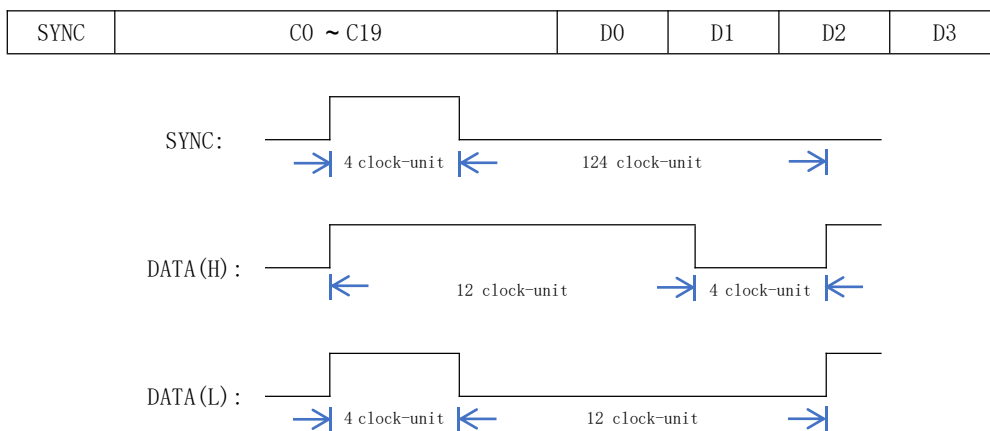 SYNC C0 ~ C19 D0 D1 D2 D3
SYNC:
4 clock-unit 124 clock-unit
DATA(H):
12 clock-unit 4 clock-unit
DATA(L):
4 clock-unit 12 clock-unit